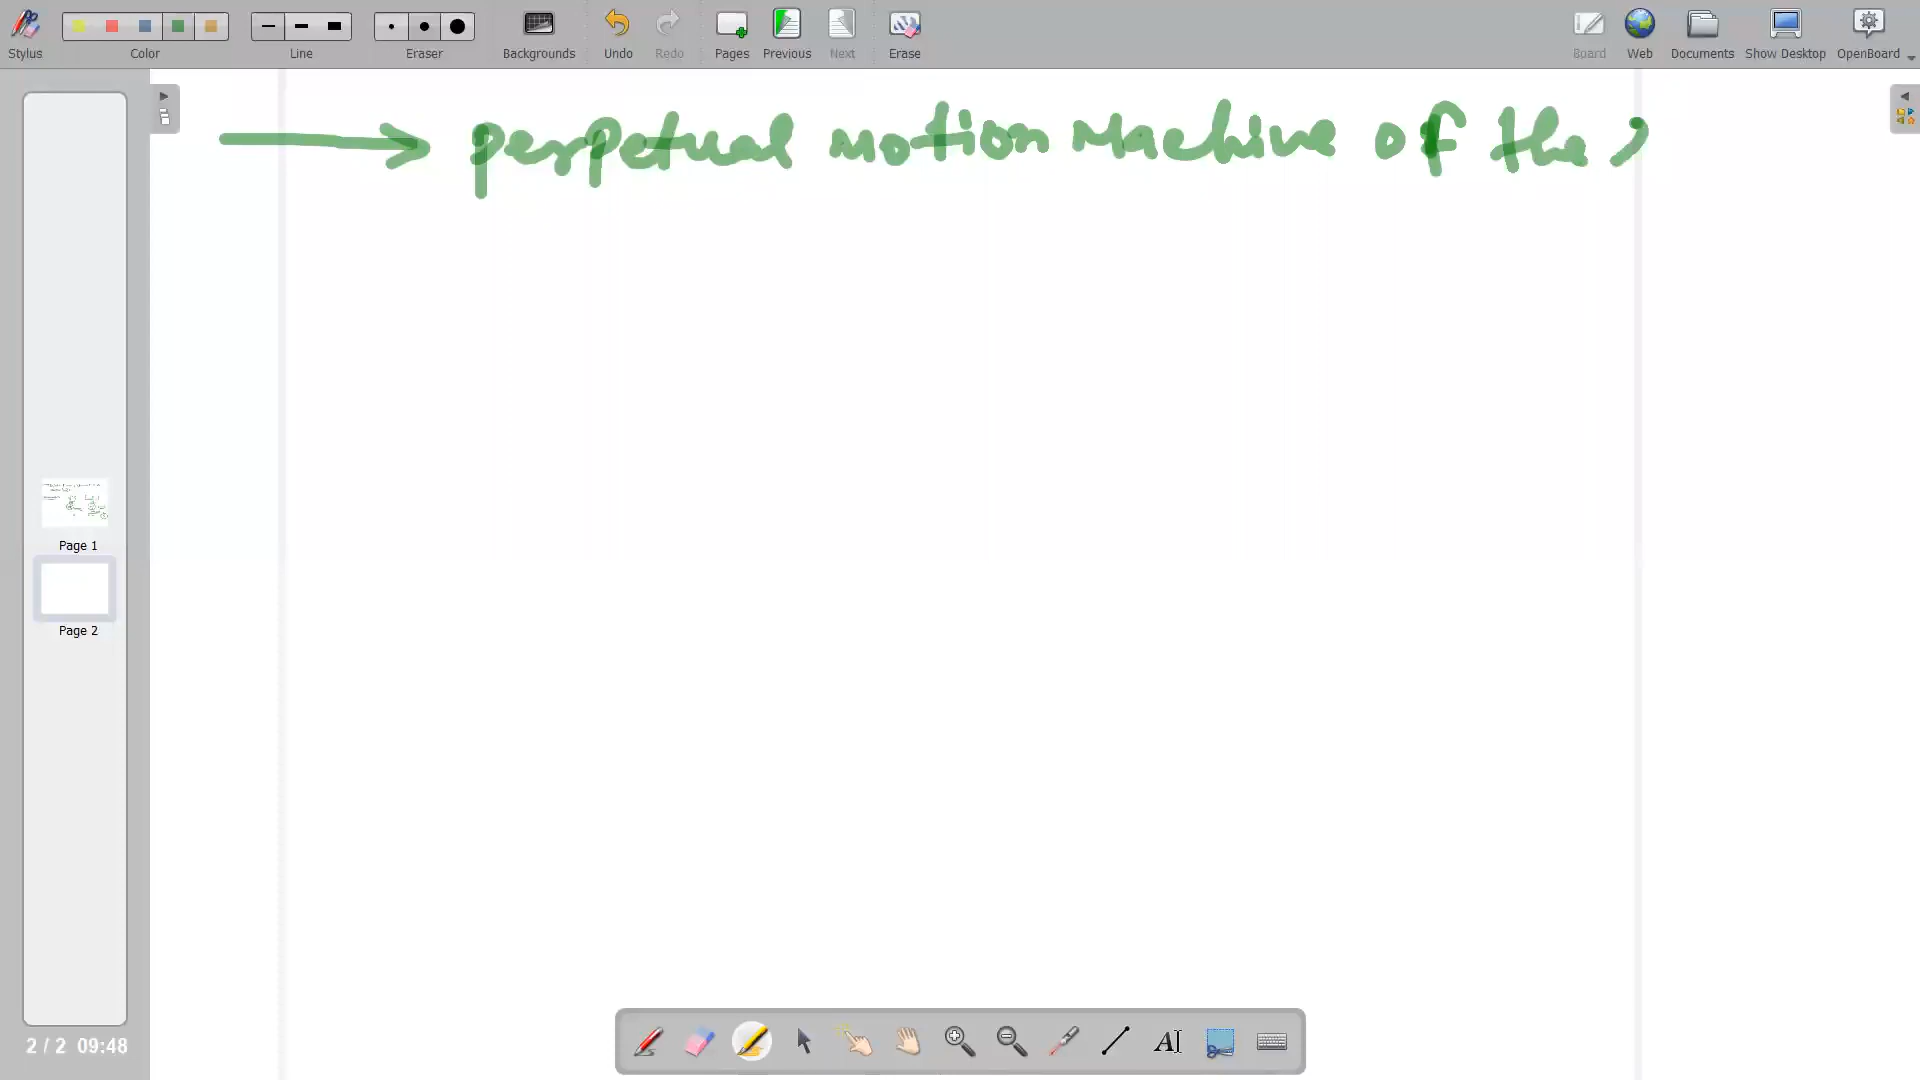 Stylus Color Line Eraser Backgrounds Undo Redo Pages Previous Next Erase Board Web Documents Show Desktop OpenBoard
→ perpetual motion Machine of the
Page 1
Page 2
2 / 2 09:48